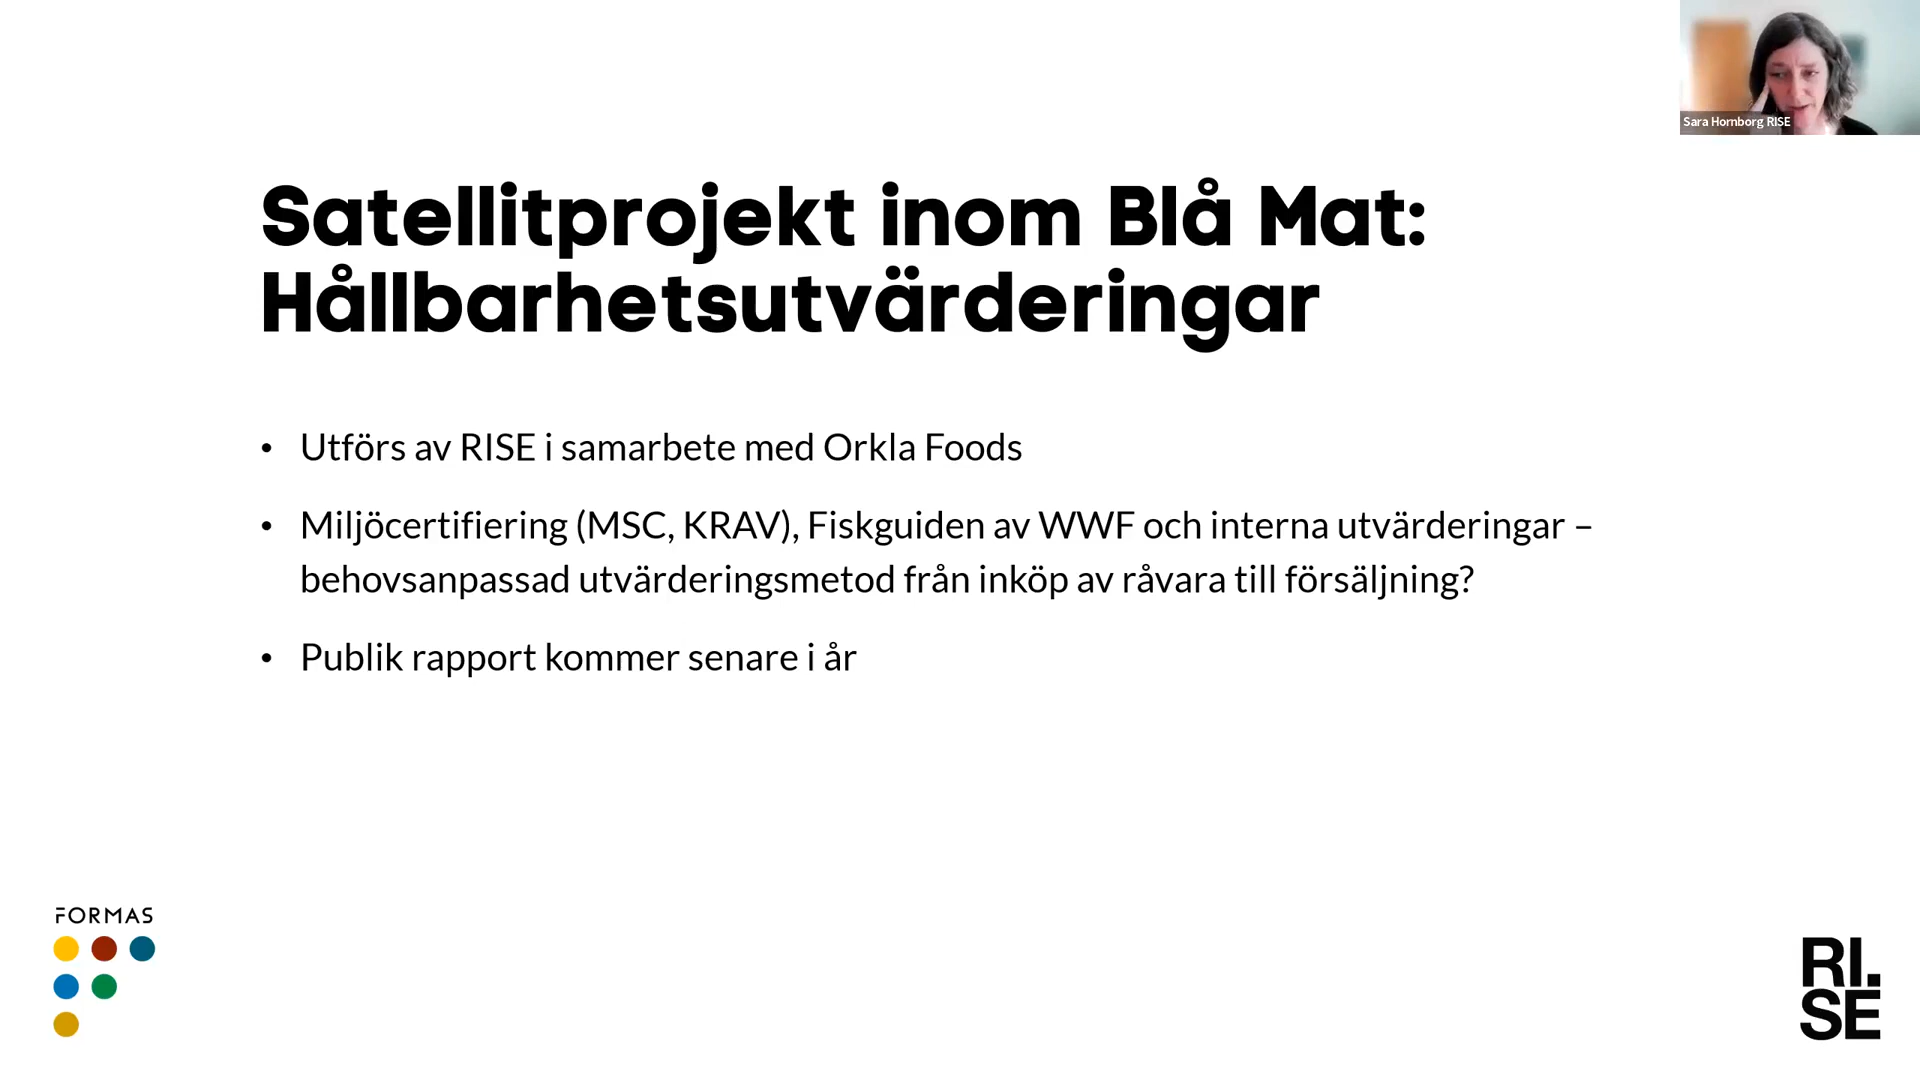 Sara Hornborg RISE
Satellitprojekt inom Blå Mat:
Hållbarhetsutvärderingar
• Utförs av RISE i samarbete med Orkla Foods
• Miljöcertifiering (MSC, KRAV), Fiskguiden av WWF och interna utvärderingar –
behovsanpassad utvärderingsmetod från inköp av råvara till försäljning?
• Publik rapport kommer senare i år
FORMAS
RI.
SE